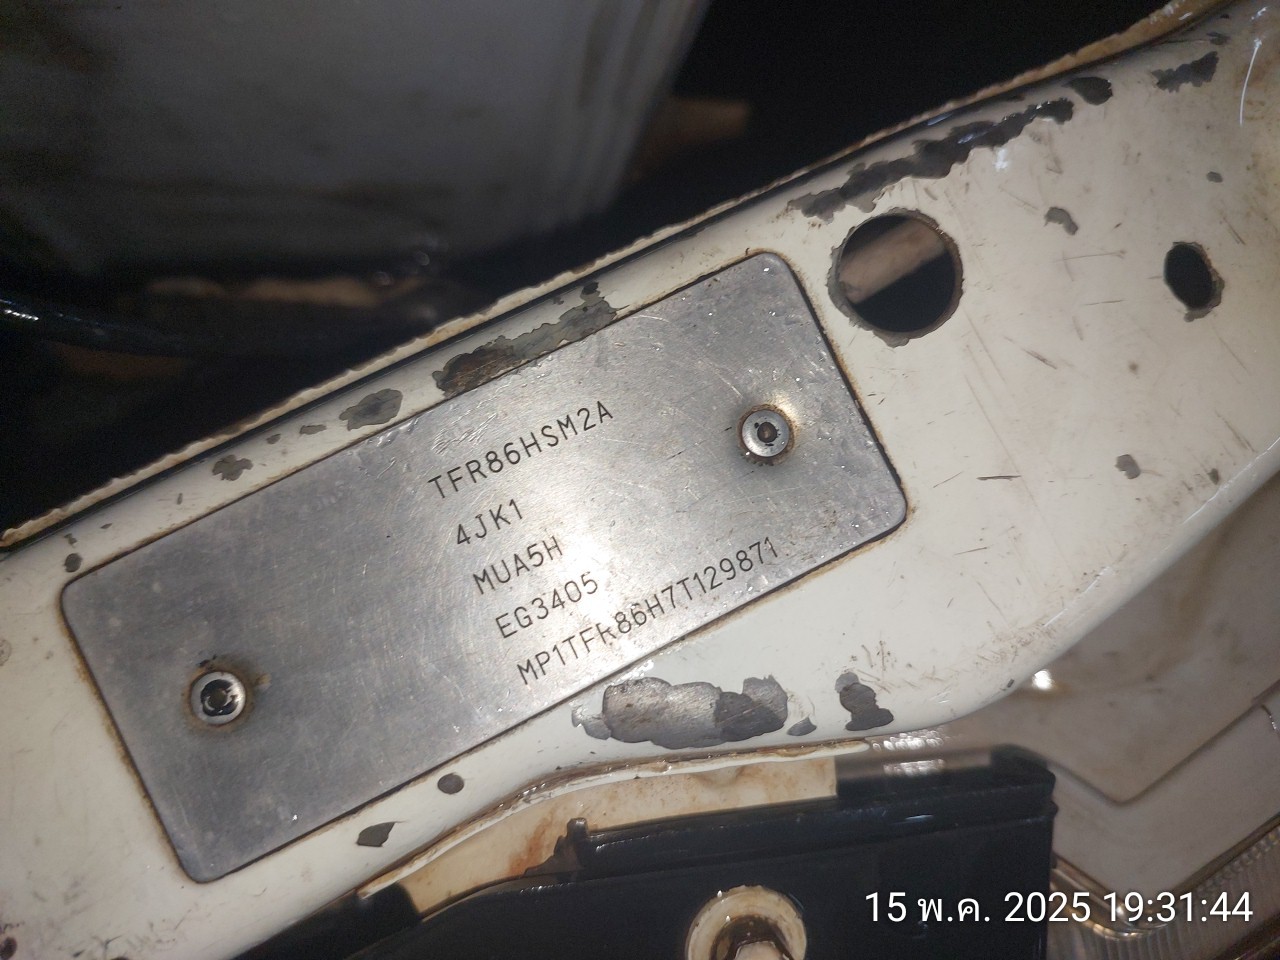 TFR86HSM2A
4JK1
MUA5H
EG3405
MP1TFR86H7T129871
15 พ.ค. 2025 19:31:44